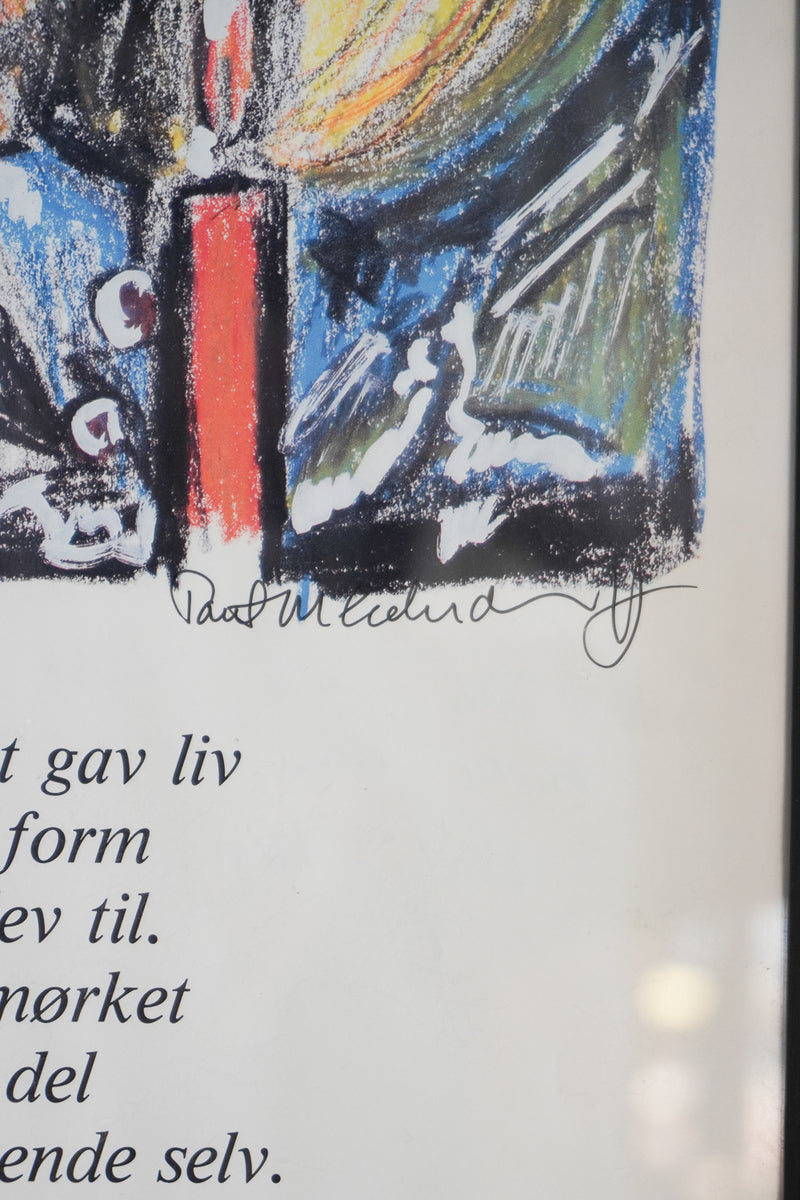 t gav liv
form
ev til.
mørket
del
ende selv.